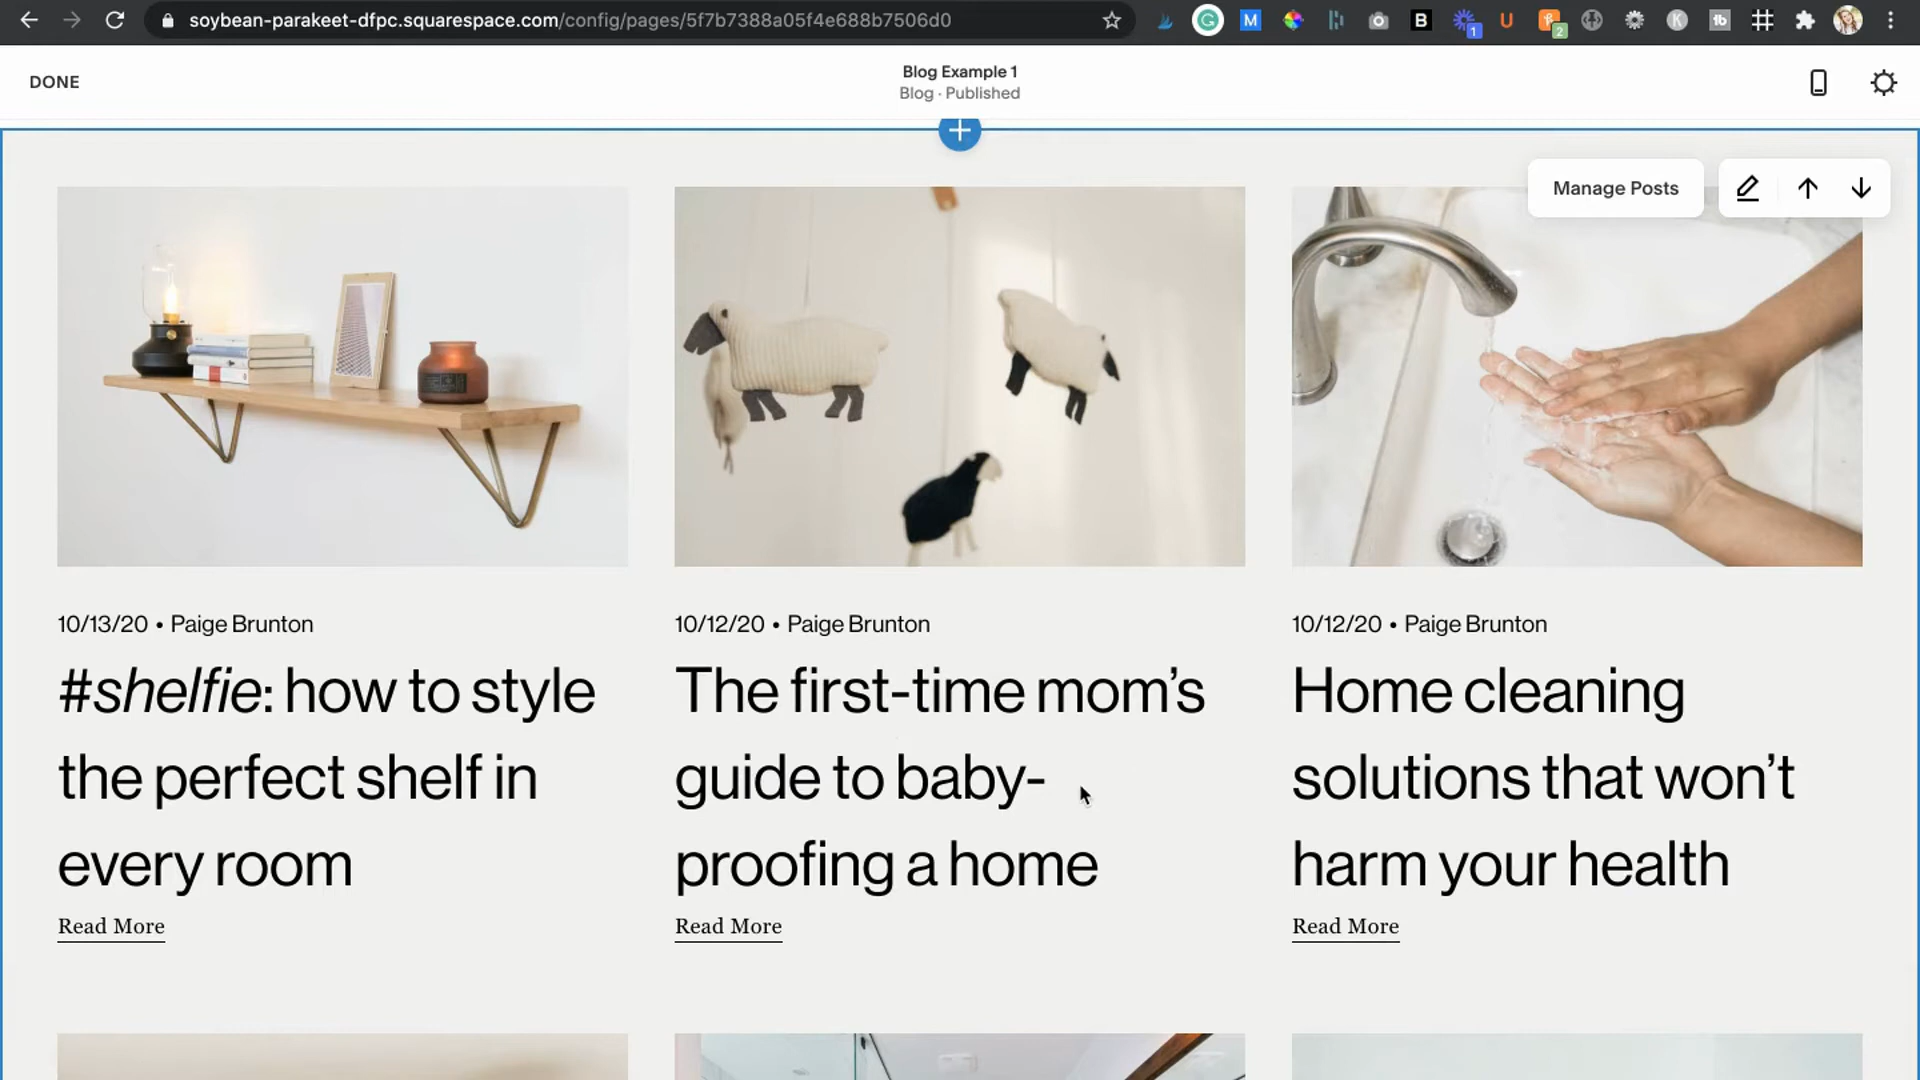 soybean-parakeet-dfpc.squarespace.com/config/pages/5f7b7388a05f4e688b7506d0
M
B
1
U
2
K
tb
DONE
Blog Example 1
Blog · Published
Manage Posts
10/13/20 • Paige Brunton
#shelfie: how to style
the perfect shelf in
every room
Read More
10/12/20 • Paige Brunton
The first-time mom’s
guide to baby-
proofing a home
Read More
10/12/20 • Paige Brunton
Home cleaning
solutions that won’t
harm your health
Read More